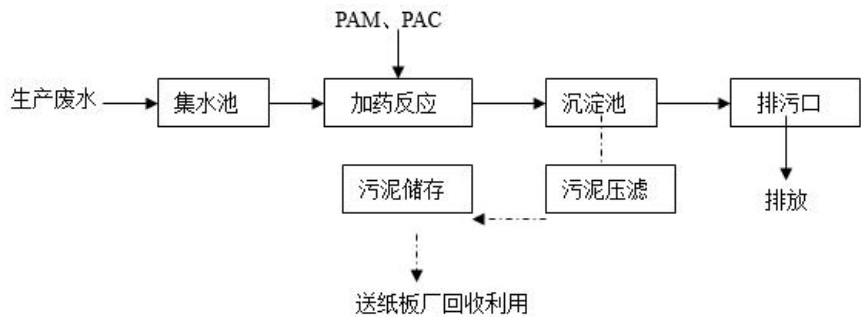 PAM、PAC
生产废水
集水池
加药反应
沉淀池
排污口
污泥储存
污泥压滤
排放
送纸板厂回收利用